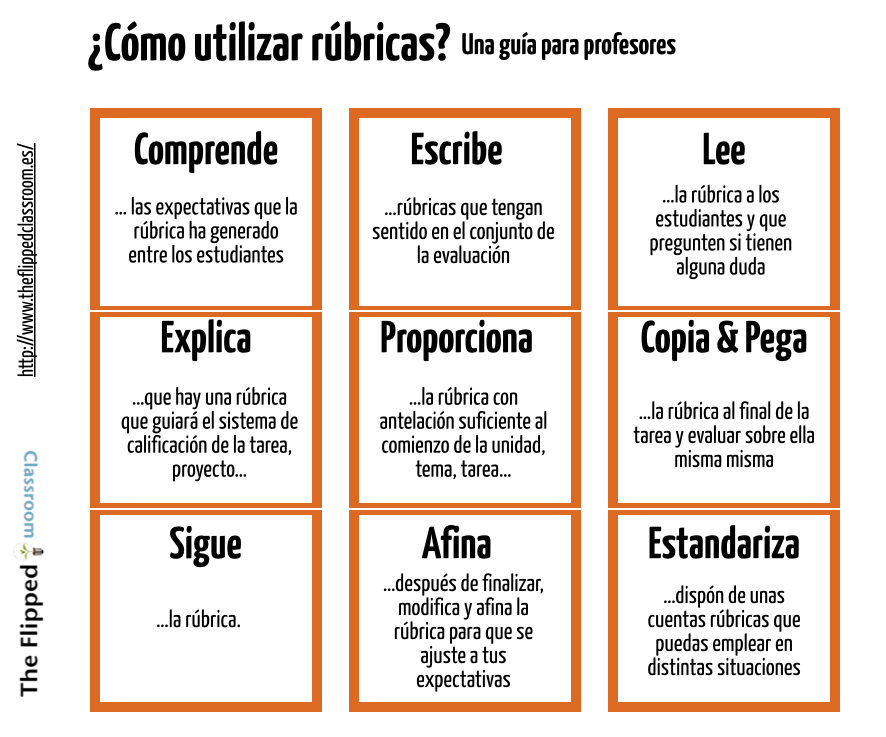 ¿Cómo utilizar rúbricas? Una guía para profesores
http://www.theflippedclassroom.es/
The Flipped Classroom
Comprende
... las expectativas que la
rúbrica ha generado
entre los estudiantes
Escribe
...rúbricas que tengan
sentido en el conjunto de
la evaluación
Lee
...la rúbrica a los
estudiantes y que
pregunten si tienen
alguna duda
Explica
...que hay una rúbrica
que guiará el sistema de
calificación de la tarea,
proyecto...
Proporciona
...la rúbrica con
antelación suficiente al
comienzo de la unidad,
tema, tarea...
Copia & Pega
...la rúbrica al final de la
tarea y evaluar sobre ella
misma misma
Sigue
...la rúbrica.
Afina
...después de finalizar,
modifica y afina la
rúbrica para que se
ajuste a tus
expectativas
Estandariza
...dispón de unas
cuentas rúbricas que
puedas emplear en
distintas situaciones